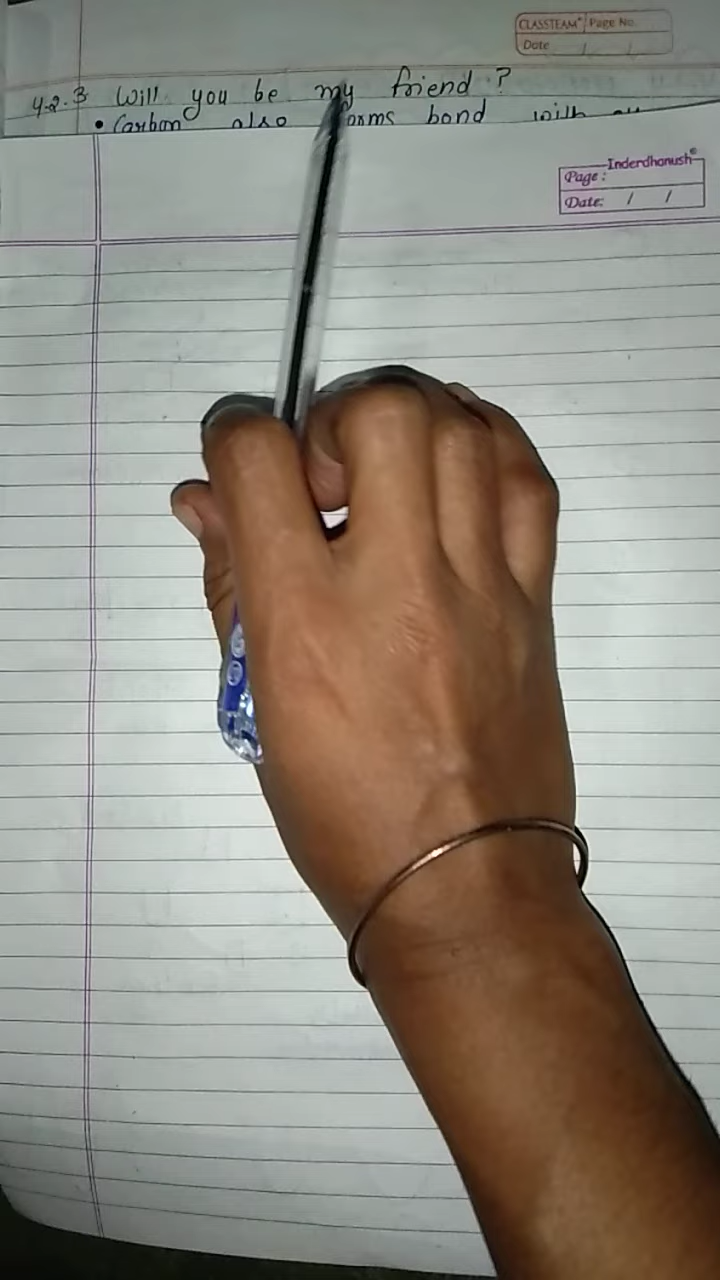 CLASSTEAM® Page No.
Date / /
4.2.3 Will you be my friend ?
• Carbon also forms bond with
Inderdhanush®
Page :
Date: / /